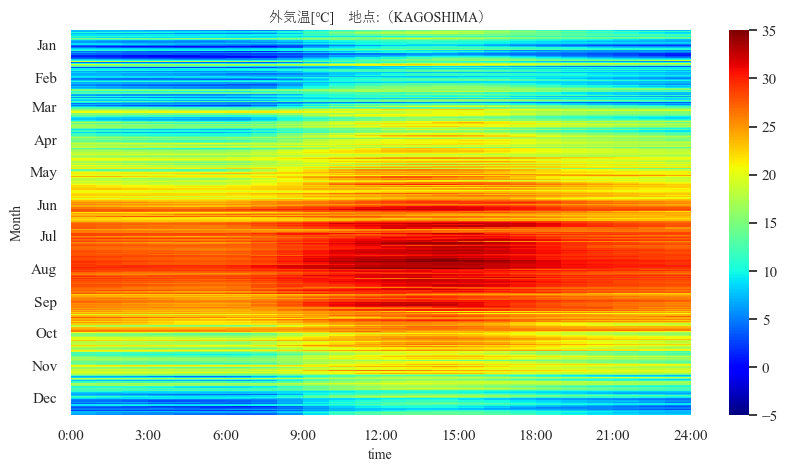 外気温[℃]　地点:（KAGOSHIMA）
Jan
Feb
Mar
Apr
May
Jun
Jul
Aug
Sep
Oct
Nov
Dec
Month
0:00 3:00 6:00 9:00 12:00 15:00 18:00 21:00 24:00
time
35
30
25
20
15
10
5
0
−5